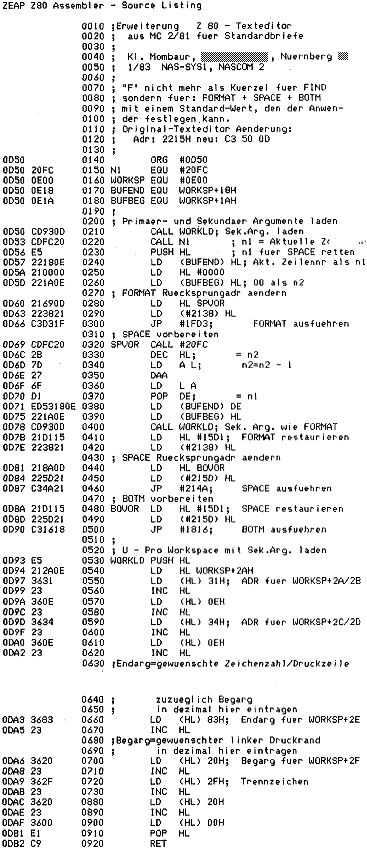 ZEAP Z80 Assembler - Source Listing
0010 ;Erweiterung Z 80 - Texteditor
0020 ; aus MC 2/81 fuer Standardbriefe
0030 ;
0040 ; Kl. Mombaur, , Nuernberg
0050 ; 1/83 NAS-SYS1, NASCOM 2
0060 ;
0070 ; "F" nicht mehr als Kuerzel fuer FIND
0080 ; sondern fuer: FORMAT + SPACE + BOTM
0090 ; mit einem Standard-Wert, den der Anwen-
0100 ; der festlegen kann.
0110 ; Original-Texteditor Aenderung:
0120 ; Adr: 2215H neu: C3 50 0D
0130 ;
0D50 0140 ORG #0D50
0D50 20FC 0150 N1 EQU #20FC
0D50 0E00 0160 WORKSP EQU #0E00
0D50 0E18 0170 BUFEND EQU WORKSP+18H
0D50 0E1A 0180 BUFBEG EQU WORKSP+1AH
0190 ;
0200 ; Primaer- und Sekundaer Argumente laden
0D50 CD930D 0210 CALL WORKLD; Sek.Arg. laden
0D53 CDFC20 0220 CALL N1 ; n1 = Aktuelle
0D56 E5 0230 PUSH HL ; n1 fuer SPACE retten
0D57 22180E 0240 LD (BUFEND) HL; Akt. Zeilennr als n1
0D5A 210000 0250 LD HL #0000
0D5D 221A0E 0260 LD (BUFBEG) HL; 00 als n2
0270 ; FORMAT Ruecksprungadr aendern
0D60 21690D 0280 LD HL SPVOR
0D63 223821 0290 LD (#2138) HL
0D66 C3D31F 0300 JP #1FD3; FORMAT ausfuehren
0310 ; SPACE vorbereiten
0D69 CDFC20 0320 SPVOR CALL #20FC
0D6C 2B 0330 DEC HL; = n2
0D6D 7D 0340 LD A L; n2=n2 - 1
0D6E 27 0350 DAA
0D6F 6F 0360 LD L A
0D70 D1 0370 POP DE; = n1
0D71 ED53180E 0380 LD (BUFEND) DE
0D75 221A0E 0390 LD (BUFBEG) HL
0D78 CD930D 0400 CALL WORKLD; Sek. Arg. wie FORMAT
0D7B 21D115 0410 LD HL #15D1; FORMAT restaurieren
0D7E 223821 0420 LD (#2138) HL
0430 ; SPACE Ruecksprungadr aendern
0D81 218A0D 0440 LD HL BOVOR
0D84 225D21 0450 LD (#215D) HL
0D87 C34A21 0460 JP #214A; SPACE ausfuehren
0470 ; BOTM vorbereiten
0D8A 21D115 0480 BOVOR LD HL #15D1; SPACE restaurieren
0D8D 225D21 0490 LD (#215D) HL
0D90 C31618 0500 JP #1816; BOTM ausfuehren
0510 ;
0520 ; U - Pro Workspace mit Sek.Arg. laden
0D93 E5 0530 WORKLD PUSH HL
0D94 212A0E 0540 LD HL WORKSP+2AH
0D97 3631 0550 LD (HL) 31H; ADR fuer WORKSP+2A/2B
0D99 23 0560 INC HL
0D9A 360E 0570 LD (HL) 0EH
0D9C 23 0580 INC HL
0D9D 3634 0590 LD (HL) 34H; ADR fuer WORKSP+2C/2D
0D9F 23 0600 INC HL
0DA0 360E 0610 LD (HL) 0EH
0DA2 23 0620 INC HL
0630 ;Endarg=gewuenschte Zeichenzahl/Druckzeile
0640 ; zuzueglich Begarg
0650 ; in dezimal hier eintragen
0DA3 3683 0660 LD (HL) 83H; Endarg fuer WORKSP+2E
0DA5 23 0670 INC HL
0680 ;Begarg=gewuenschter linker Druckrand
0690 ; in dezimal hier eintragen
0DA6 3620 0700 LD (HL) 20H; Begarg fuer WORKSP+2F
0DA8 23 0710 INC HL
0DA9 362F 0720 LD (HL) 2FH; Trennzeichen
0DAB 23 0730 INC HL
0DAC 3620 0880 LD (HL) 20H
0DAE 23 0890 INC HL
0DAF 3600 0900 LD (HL) 00H
0DB1 E1 0910 POP HL
0DB2 C9 0920 RET